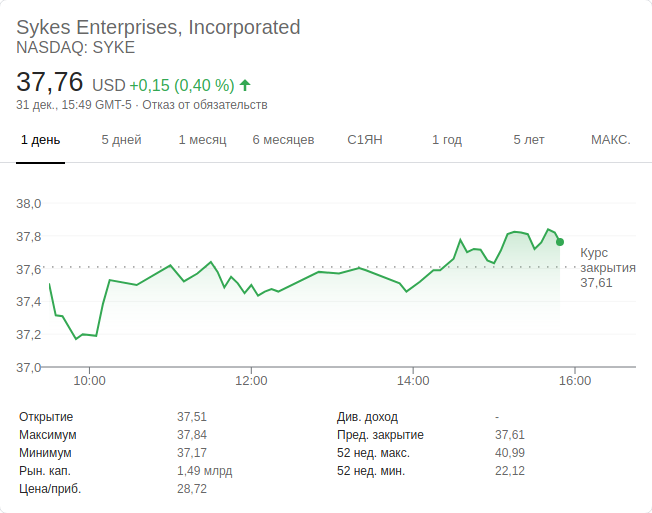 Sykes Enterprises, Incorporated
NASDAQ: SYKE
37,76 USD +0,15 (0,40 %)
31 дек., 15:49 GMT-5 · Отказ от обязательств
1 день 5 дней 1 месяц 6 месяцев С1ЯН 1 год 5 лет МАКС.
38,0
37,8
37,6
37,4
37,2
37,0
Курс
закрытия
37,61
10:00 12:00 14:00 16:00
Открытие 37,51 Див. доход -
Максимум 37,84 Пред. закрытие 37,61
Минимум 37,17 52 нед. макс. 40,99
Рын. кап. 1,49 млрд 52 нед. мин. 22,12
Цена/приб. 28,72